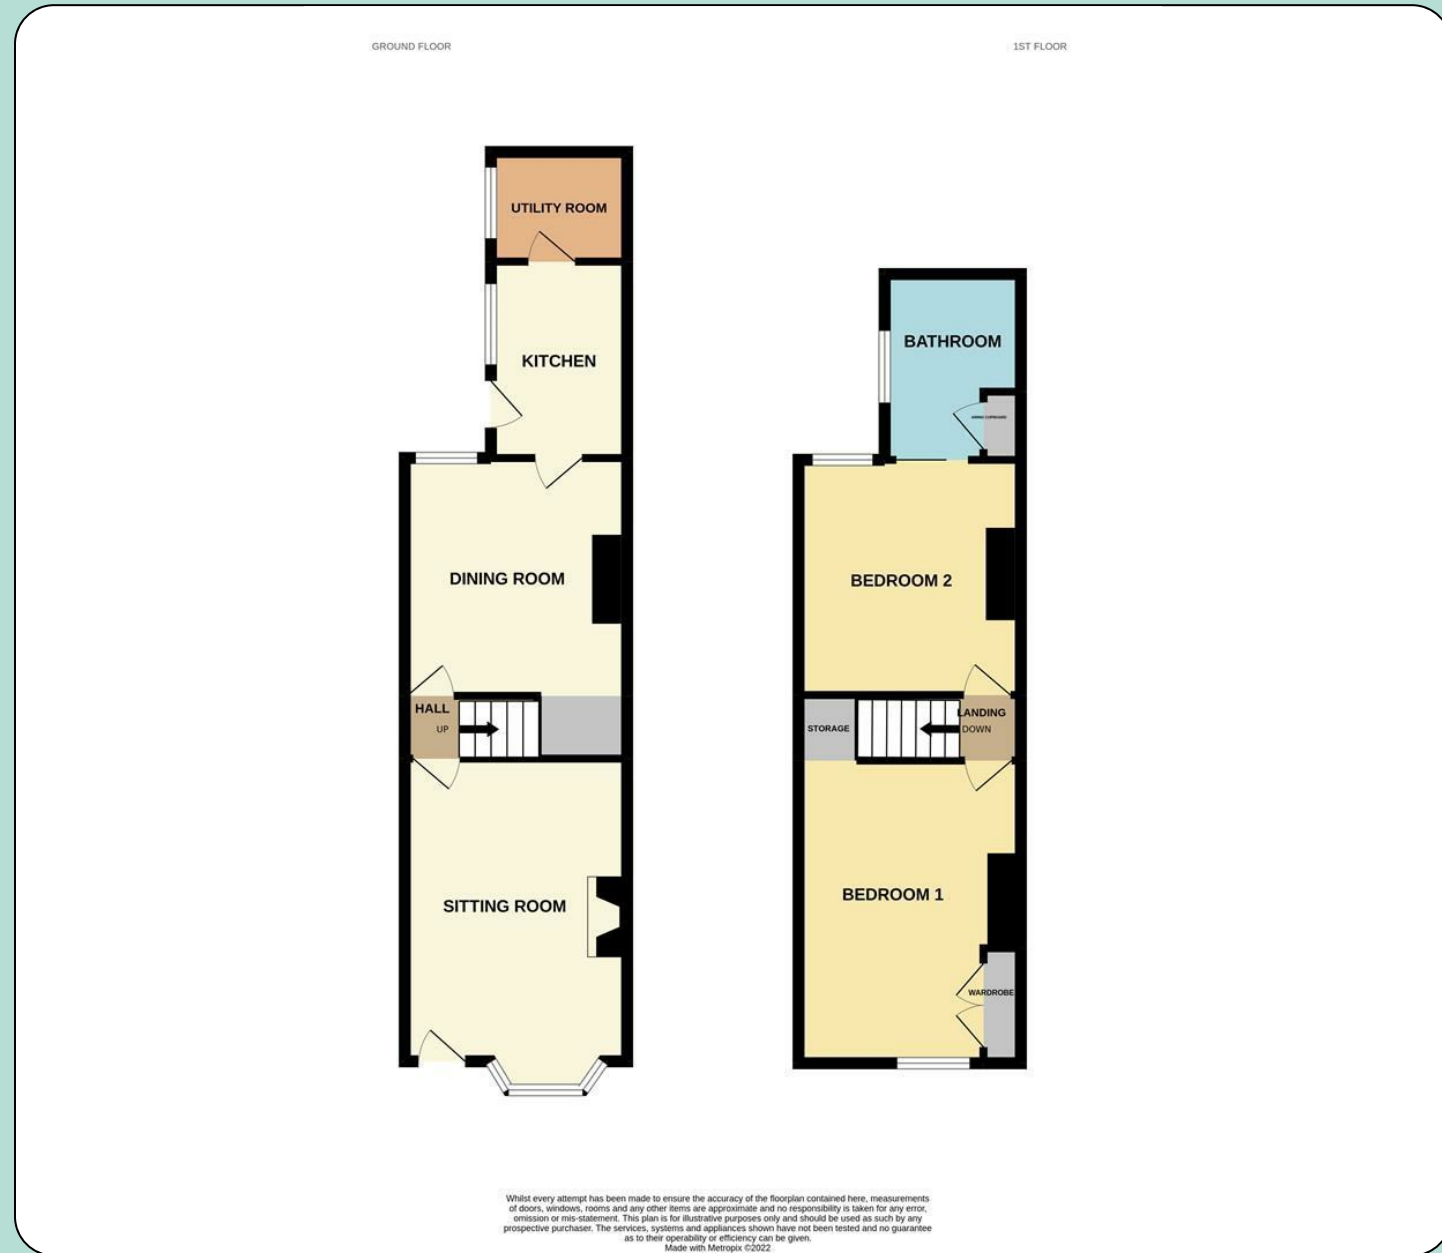 GROUND FLOOR
1ST FLOOR
UTILITY ROOM
KITCHEN
DINING ROOM
HALL
UP
SITTING ROOM
BATHROOM
BEDROOM 2
LANDING
DOWN
STORAGE
BEDROOM 1
WARDROBE
Whilst every attempt has been made to ensure the accuracy of the floorplan contained here, measurements
of doors, windows, rooms and any other items are approximate and no responsibility is taken for any error,
omission or mis-statement. This plan is for illustrative purposes only and should be used as such by any
prospective purchaser. The services, systems and appliances shown have not been tested and no guarantee
as to their operability or efficiency can be given.
Made with Metropix ©2022